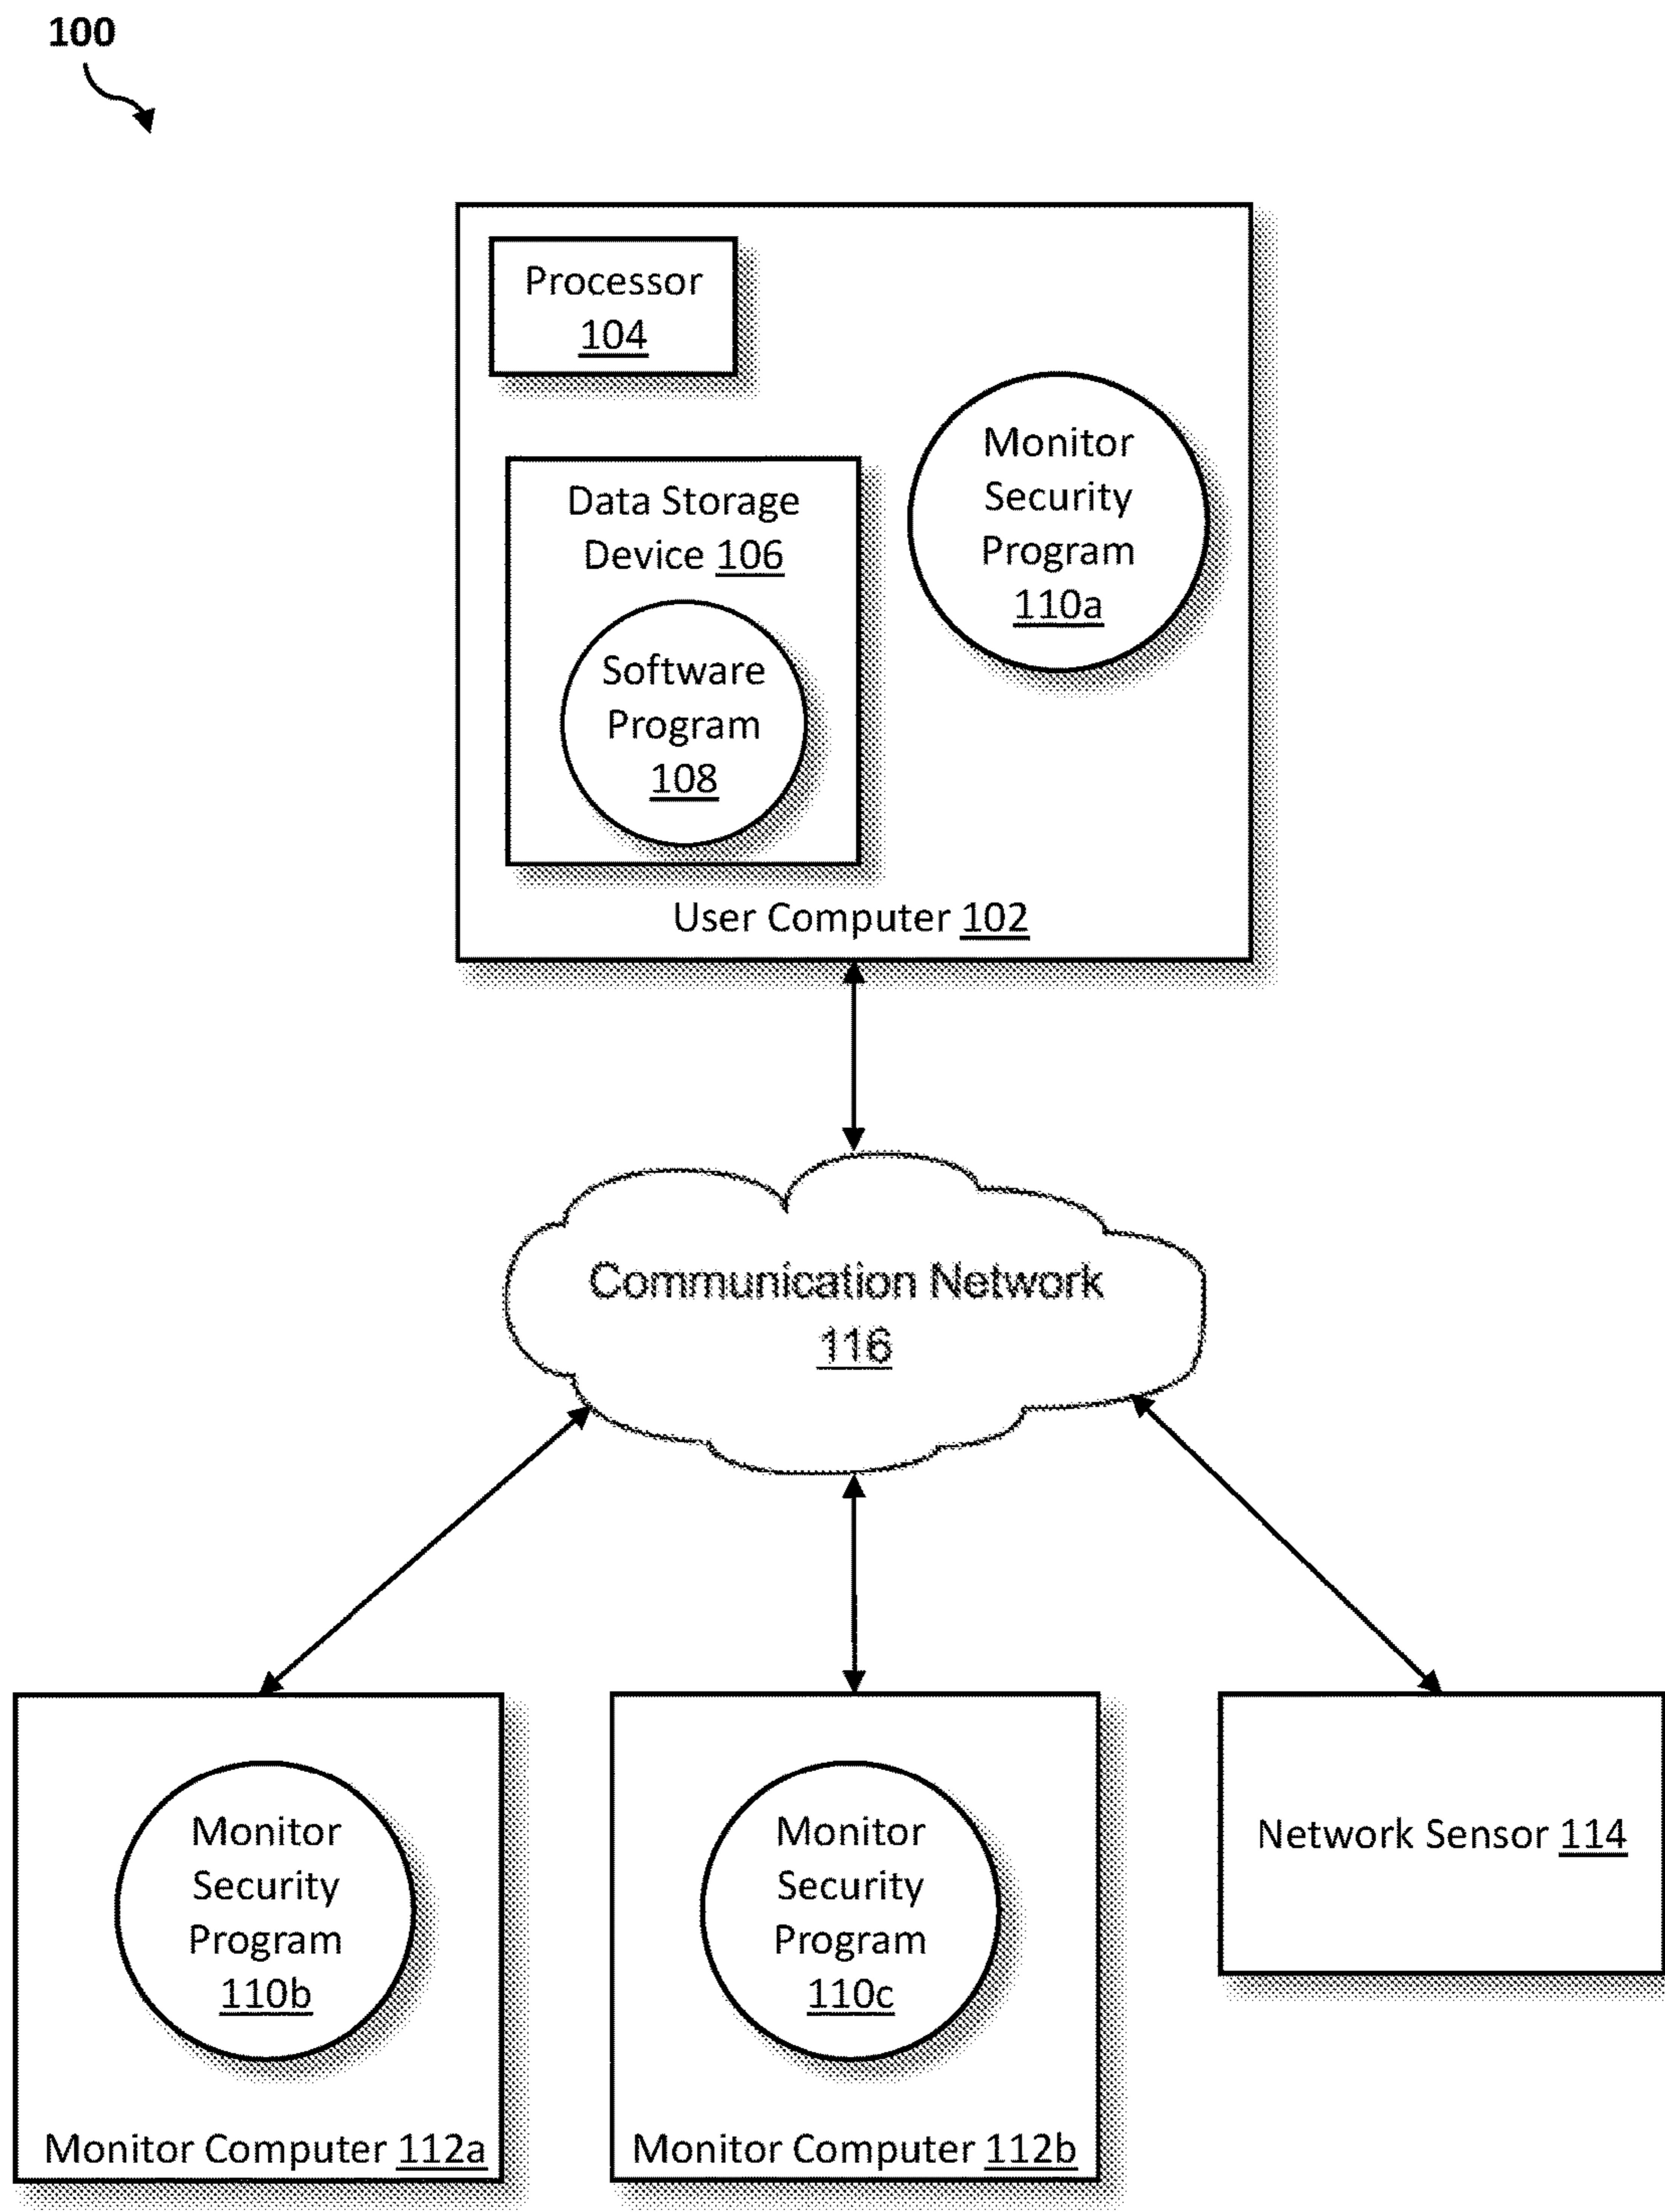 100
Processor
104
Monitor
Security
Program
110a
Data Storage
Device 106
Software
Program
108
User Computer 102
Communication Network
116
Monitor
Security
Program
110b
Monitor Computer 112a
Monitor
Security
Program
110c
Monitor Computer 112b
Network Sensor 114